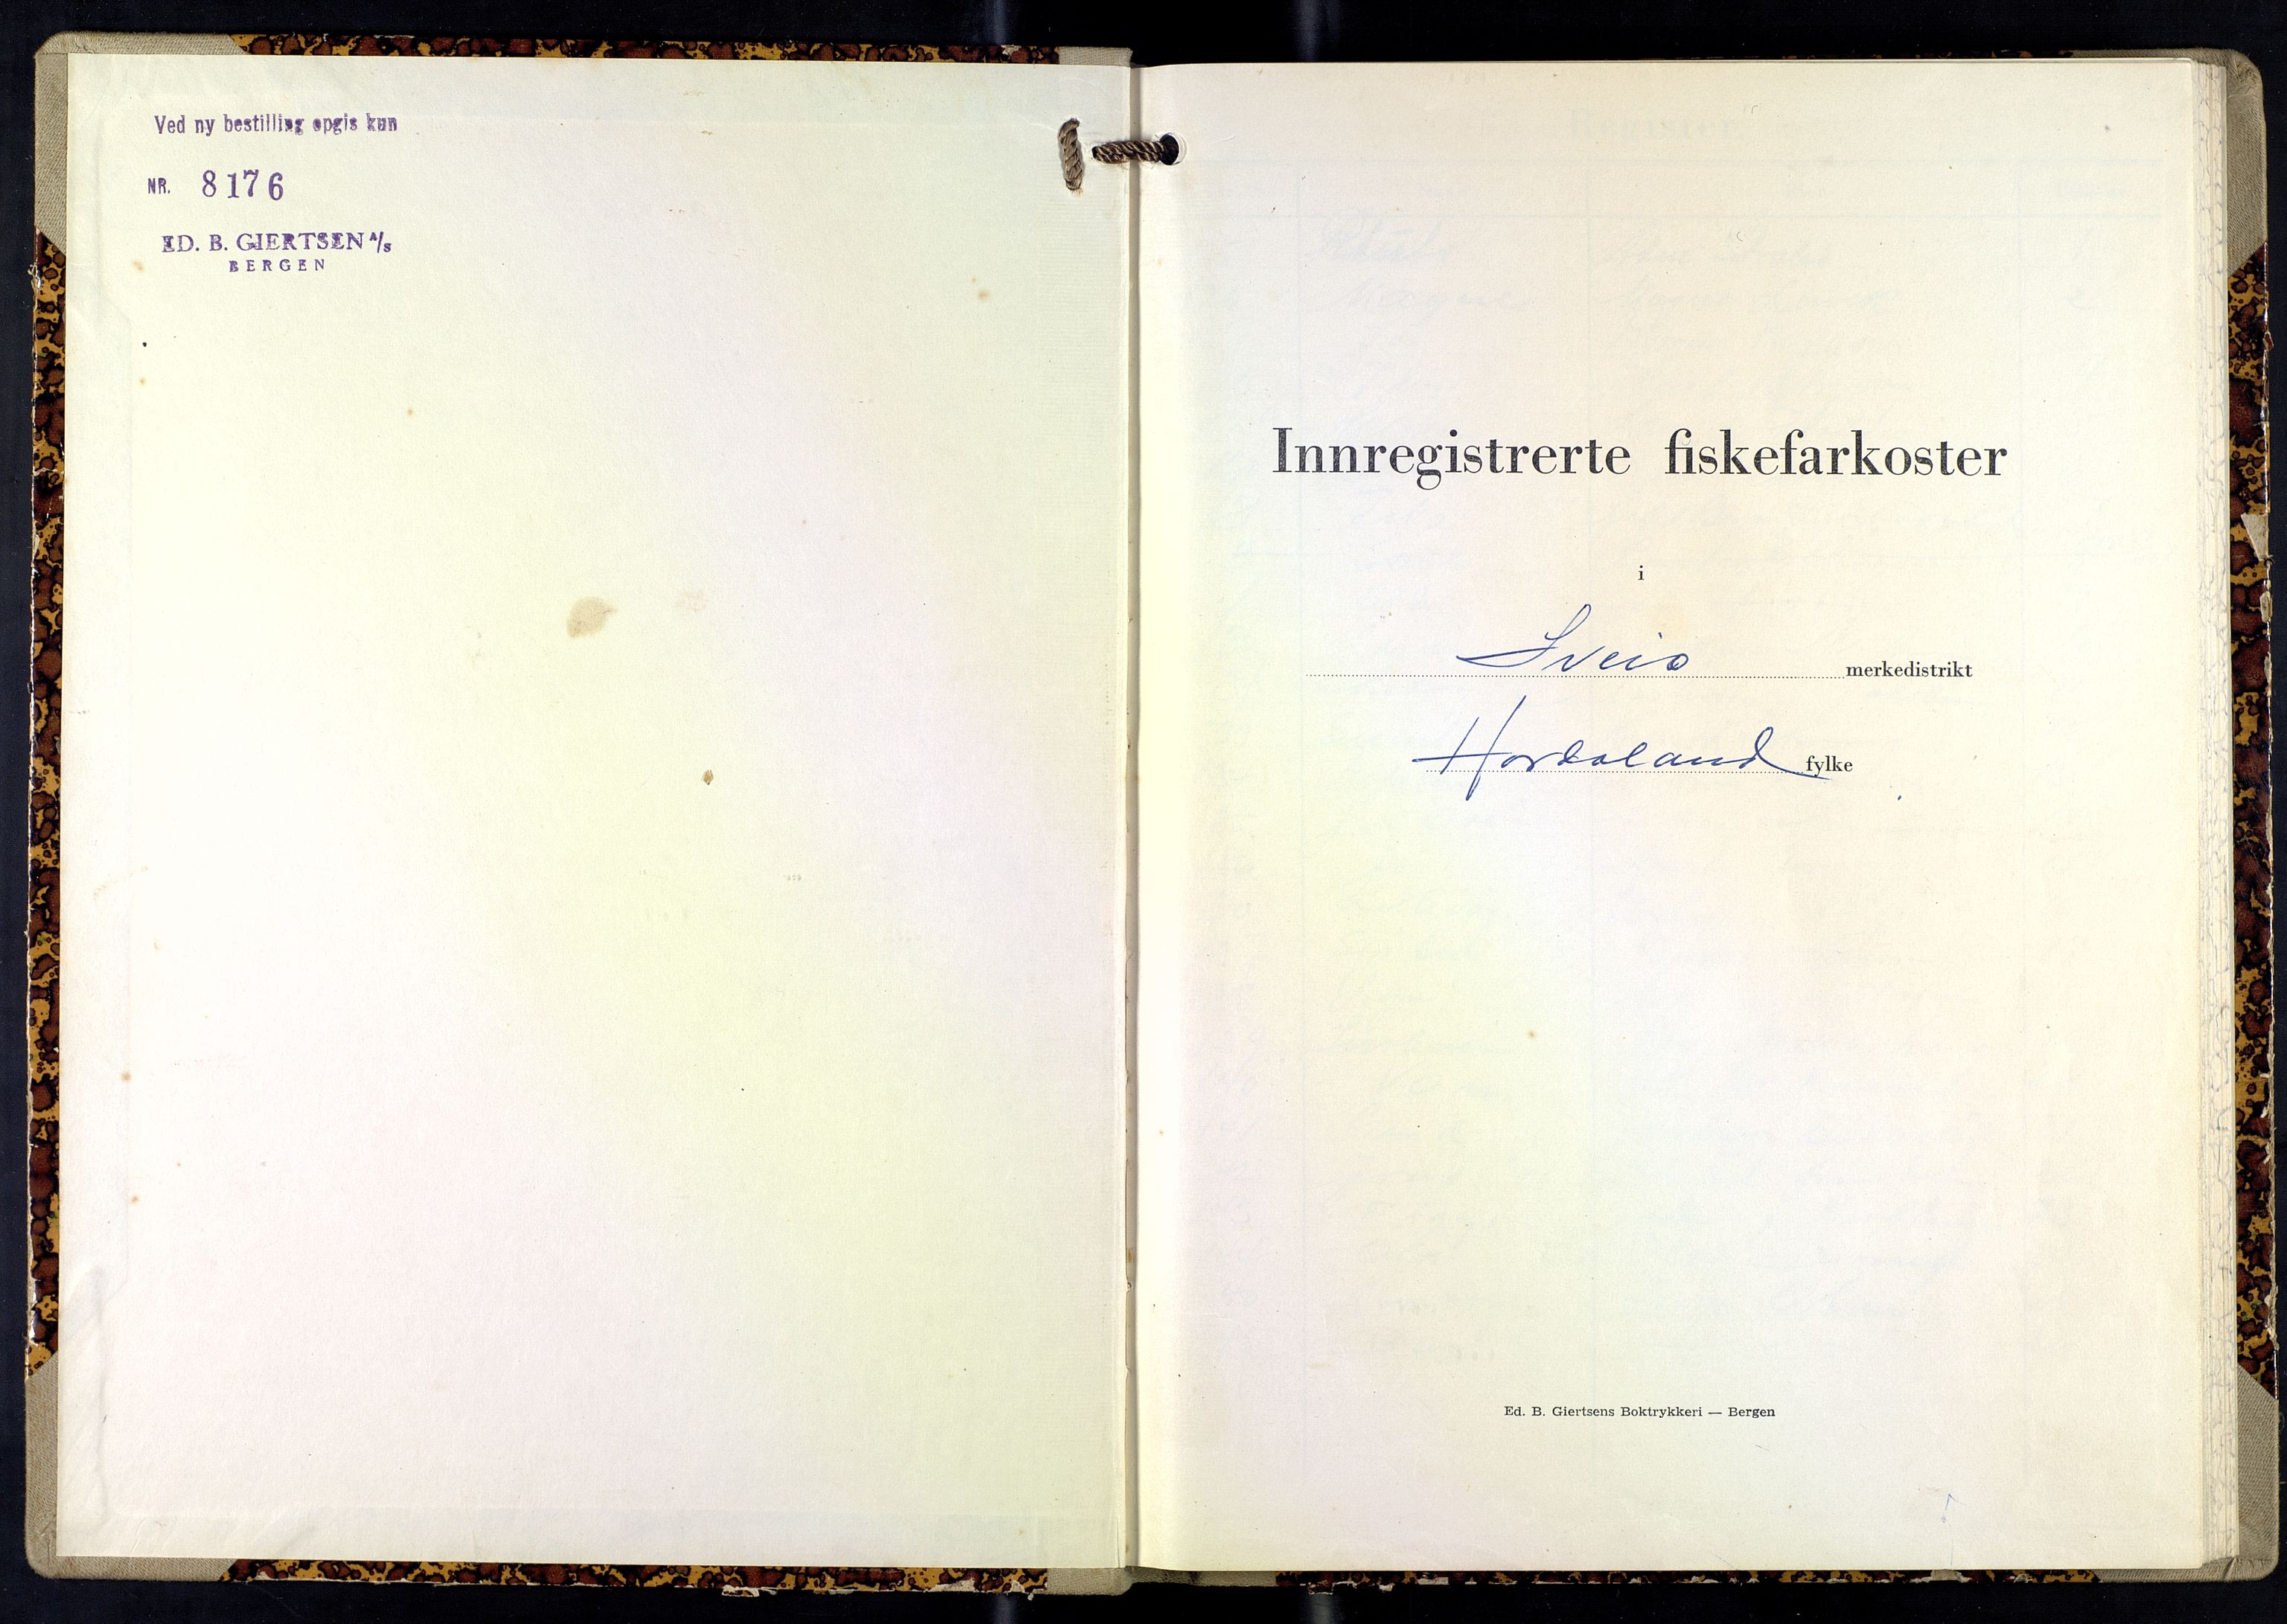 Ved ny bestilling opgis kun
NR. 8176
ED. B. GIERTSEN A/S
BERGEN
Innregistrerte fiskefarkoster
i
Sveio merkedistrikt
Hordaland fylke
Ed. B. Giertsens Boktrykkeri — Bergen